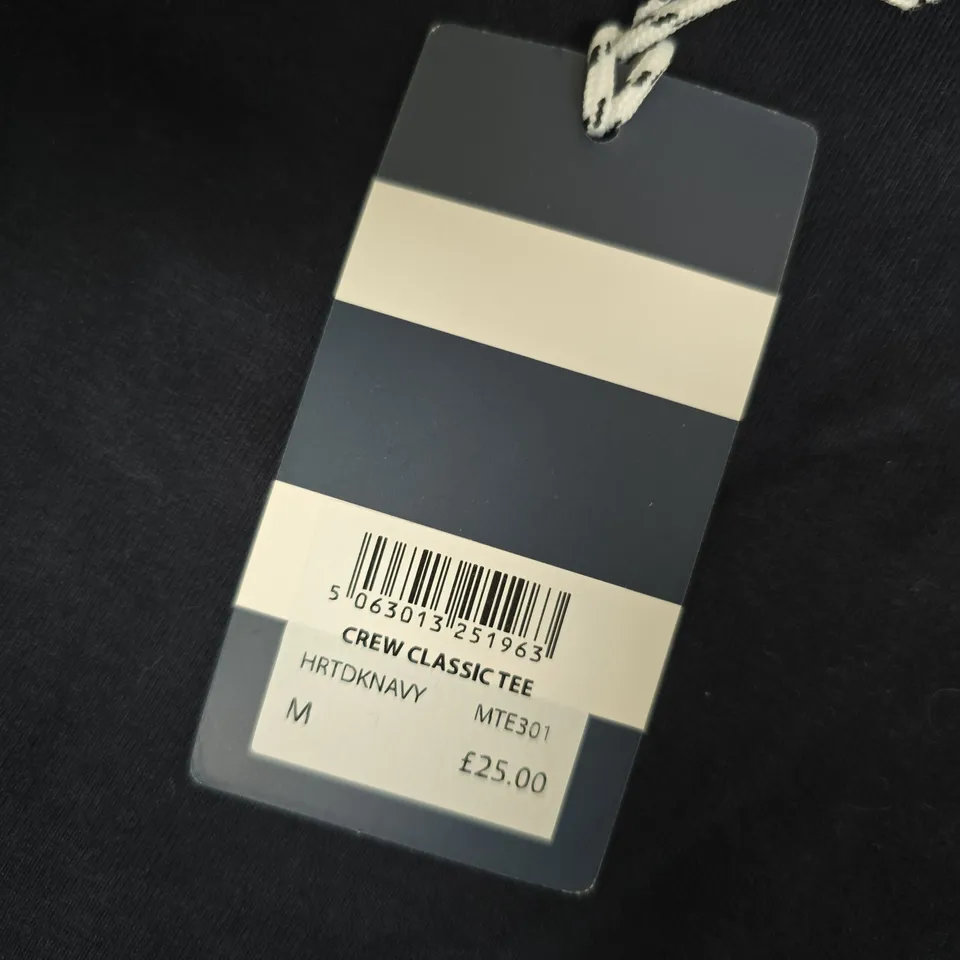 5 063013 251963
CREW CLASSIC TEE
HRTDKNAVY
MTE301
M
£25.00